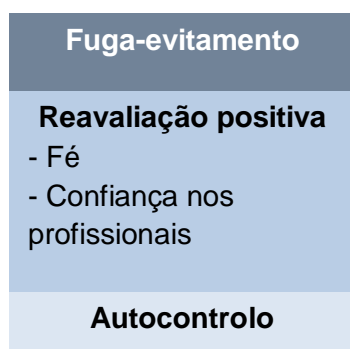 Fuga-evitamento
Reavaliação positiva
- Fé
- Confiança nos
profissionais
Autocontrolo